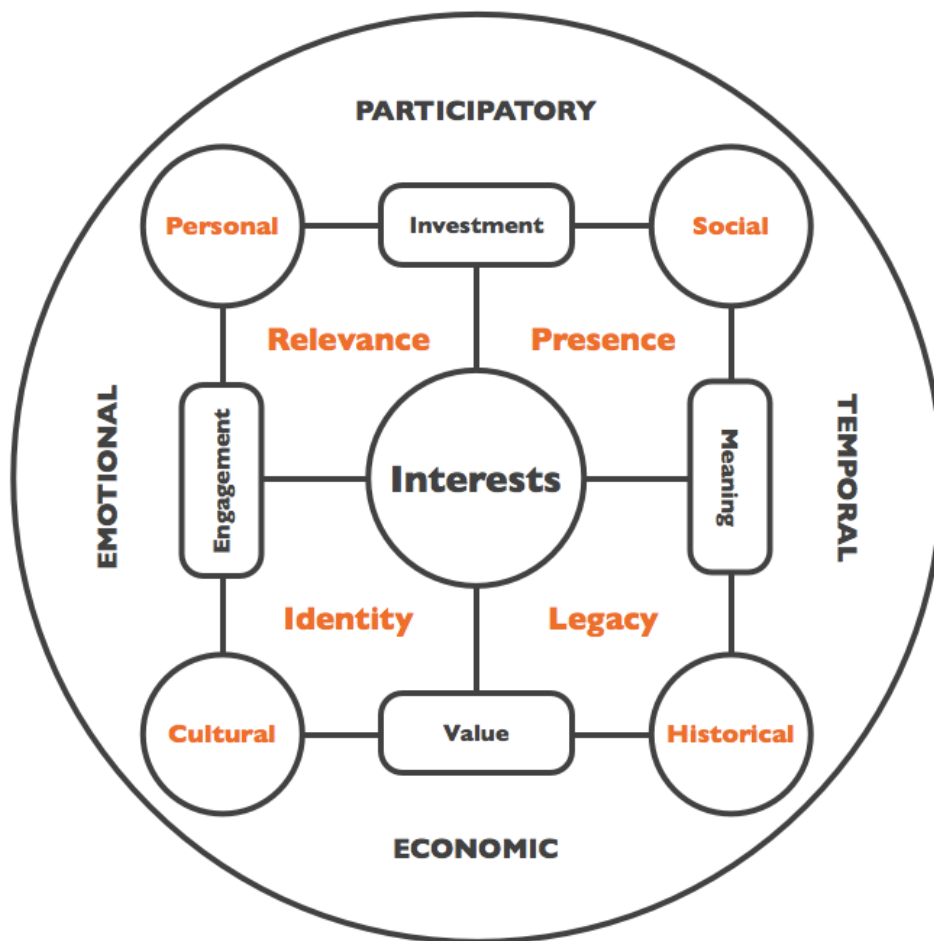 PARTICIPATORY
Personal
Investment
Social
Relevance
Presence
EMOTIONAL
Engagement
Interests
Meaning
TEMPORAL
Identity
Legacy
Cultural
Value
Historical
ECONOMIC